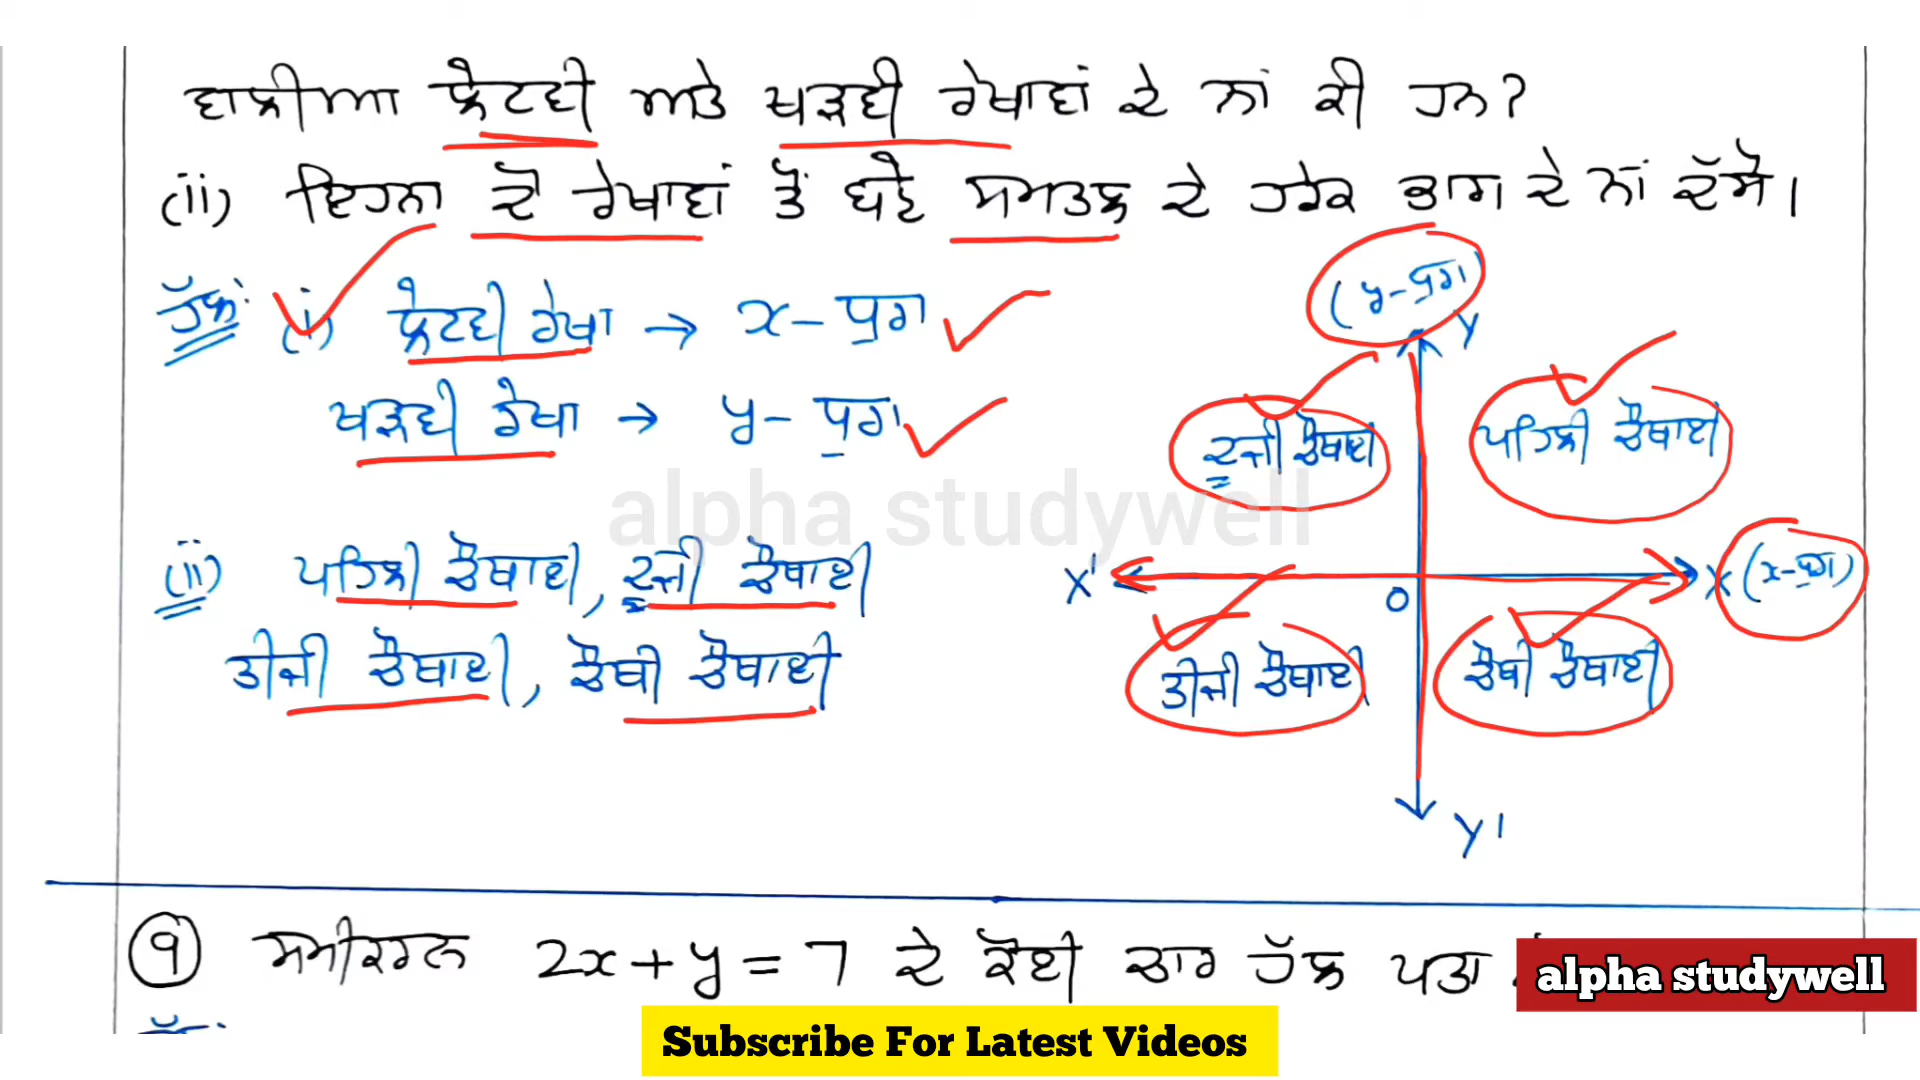 ਵਾਲੀਆਂ ਲੇਟਵੀਂ ਅਤੇ ਖੜ੍ਹਵੀਂ ਰੇਖਾਵਾਂ ਦੇ ਨਾਂ ਕੀ ਹਨ?
(ii) ਇਹਨਾਂ ਦੋ ਰੇਖਾਵਾਂ ਤੋਂ ਬਣੇ ਸਮਤਲ ਦੇ ਹਰੇਕ ਭਾਗ ਦੇ ਨਾਂ ਦੱਸੋ।
ਹੱਲ: (i) ਲੇਟਵੀਂ ਰੇਖਾ → x - ਧੁਰਾ
ਖੜ੍ਹਵੀਂ ਰੇਖਾ → y - ਧੁਰਾ
(ii) ਪਹਿਲੀ ਚੌਥਾਈ, ਦੂਜੀ ਚੌਥਾਈ
ਤੀਜੀ ਚੌਥਾਈ, ਚੌਥੀ ਚੌਥਾਈ
(y - ਧੁਰਾ
Y
ਦੂਜੀ ਚੌਥਾਈ
ਪਹਿਲੀ ਚੌਥਾਈ
X'
O
X (x-ਧੁਰਾ)
ਤੀਜੀ ਚੌਥਾਈ
ਚੌਥੀ ਚੌਥਾਈ
Y'
alpha studywell
9 ਸਮੀਕਰਨ 2x + y = 7 ਦੇ ਕੋਈ ਚਾਰ ਹੱਲ ਪਤਾ
alpha studywell
Subscribe For Latest Videos